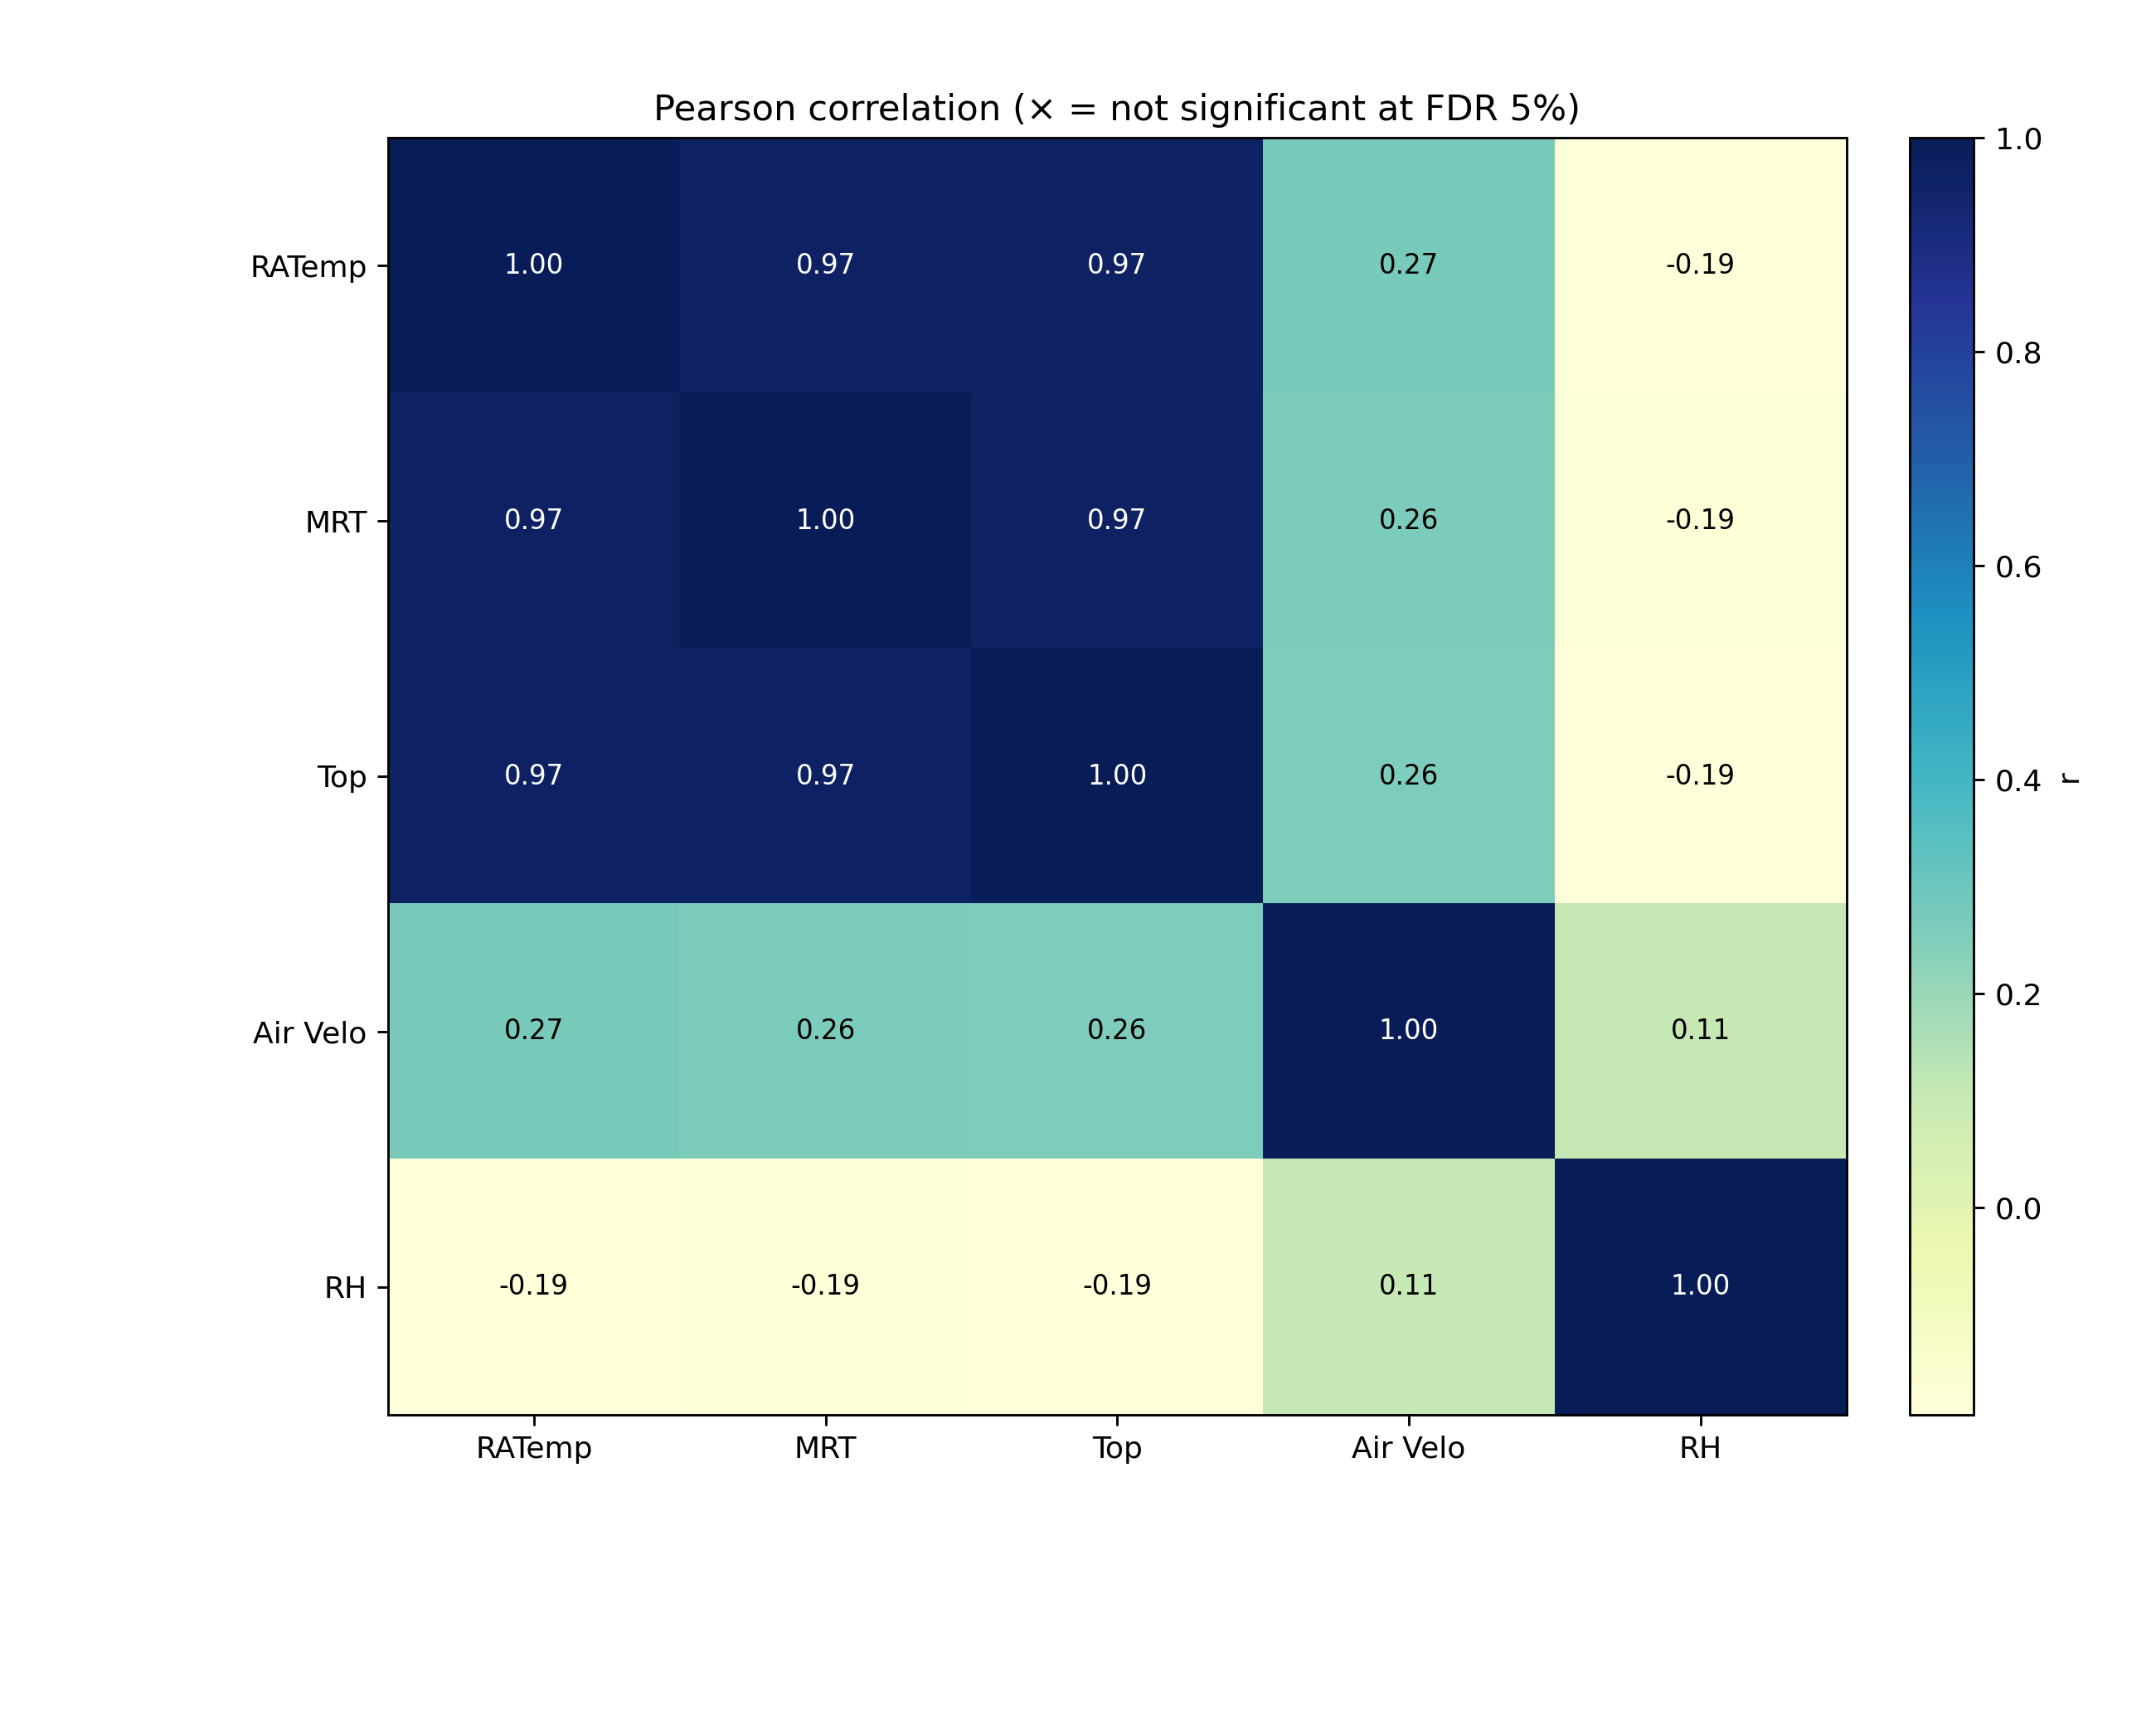 Pearson correlation (× = not significant at FDR 5%)
RATemp 1.00 0.97 0.97 0.27 -0.19
MRT 0.97 1.00 0.97 0.26 -0.19
Top 0.97 0.97 1.00 0.26 -0.19
Air Velo 0.27 0.26 0.26 1.00 0.11
RH -0.19 -0.19 -0.19 0.11 1.00
RATemp MRT Top Air Velo RH
1.0
0.8
0.6
0.4
0.2
0.0
r